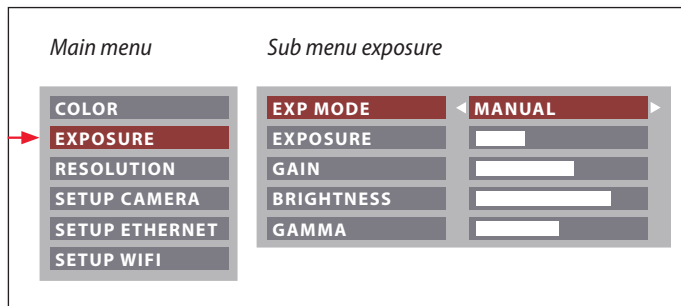 Main menu
Sub menu exposure
COLOR
EXPOSURE
RESOLUTION
SETUP CAMERA
SETUP ETHERNET
SETUP WIFI
EXP MODE MANUAL
EXPOSURE
GAIN
BRIGHTNESS
GAMMA